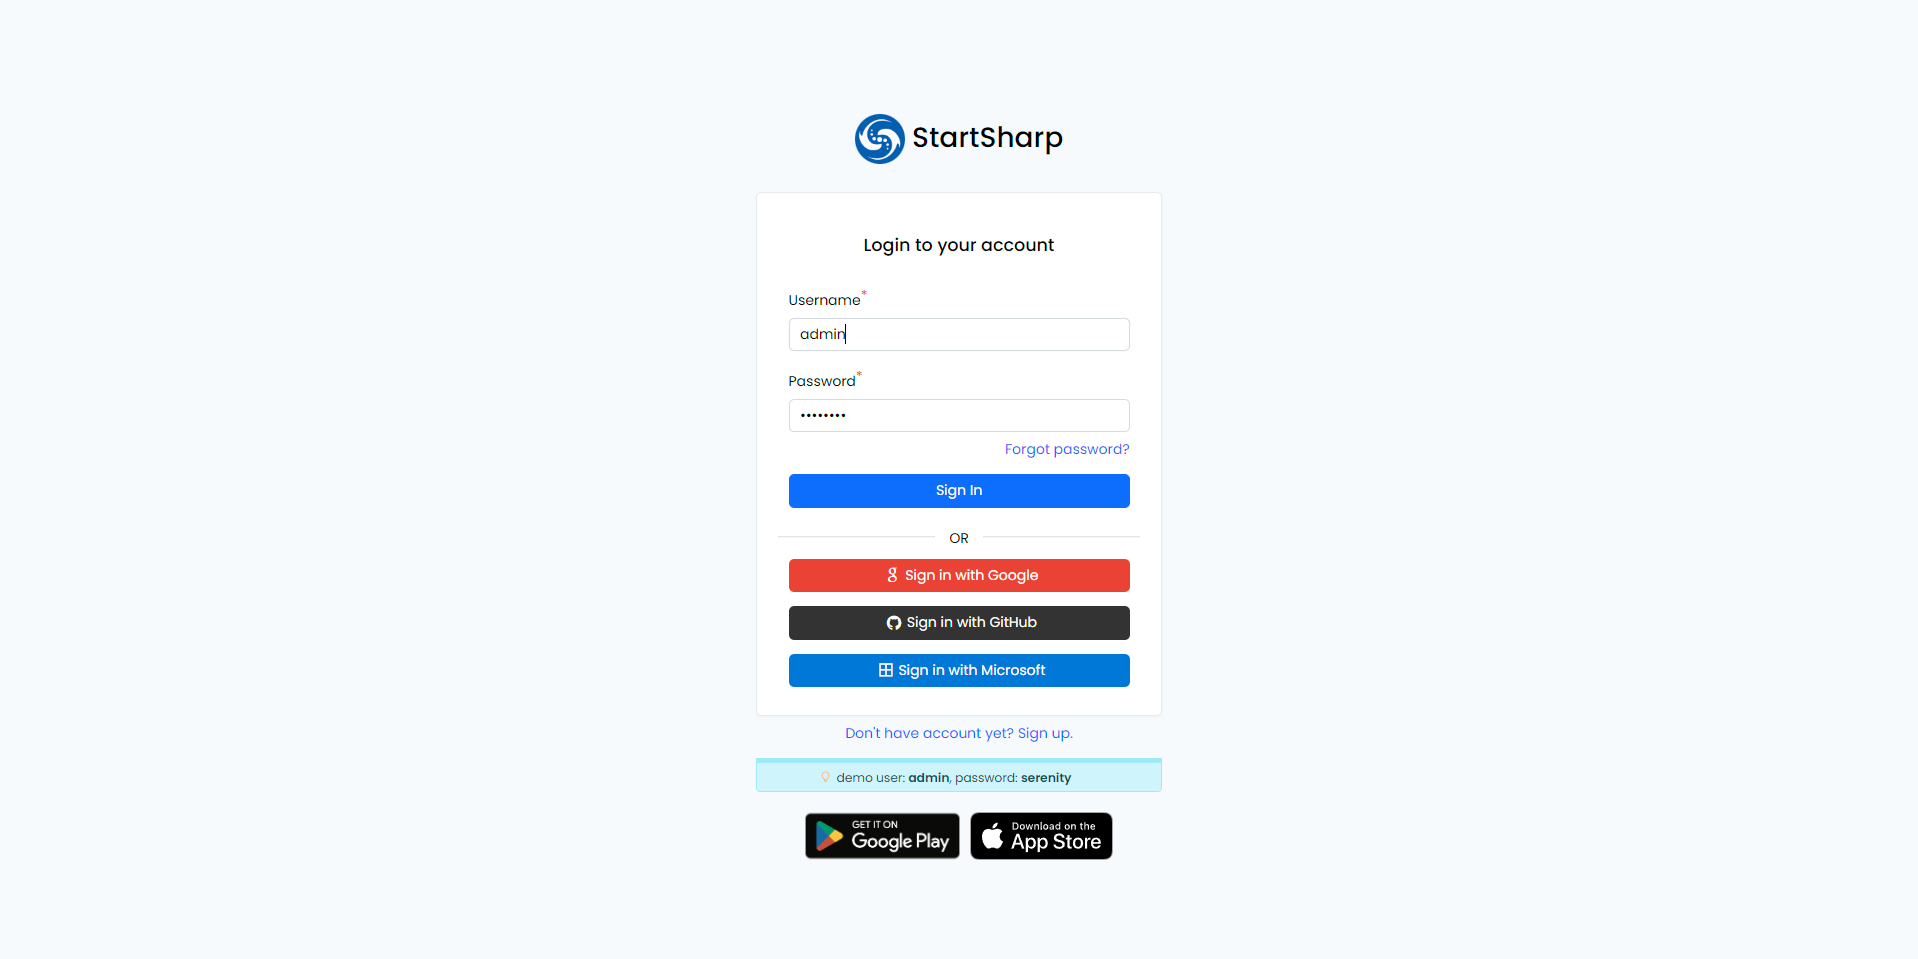 StartSharp
Login to your account
Username*
admin
Password*
••••••••
Forgot password?
Sign In
OR
Sign in with Google
Sign in with GitHub
Sign in with Microsoft
Don't have account yet? Sign up.
demo user: admin, password: serenity
GET IT ON
Google Play
Download on the
App Store